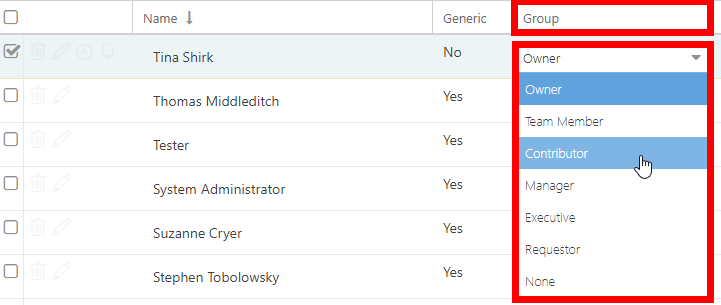 Name Generic Group
Tina Shirk No Owner
Owner
Thomas Middleditch Yes
Team Member
Tester Yes
Contributor
System Administrator Yes
Manager
Suzanne Cryer Yes
Executive
Requestor
Stephen Tobolowsky Yes
None